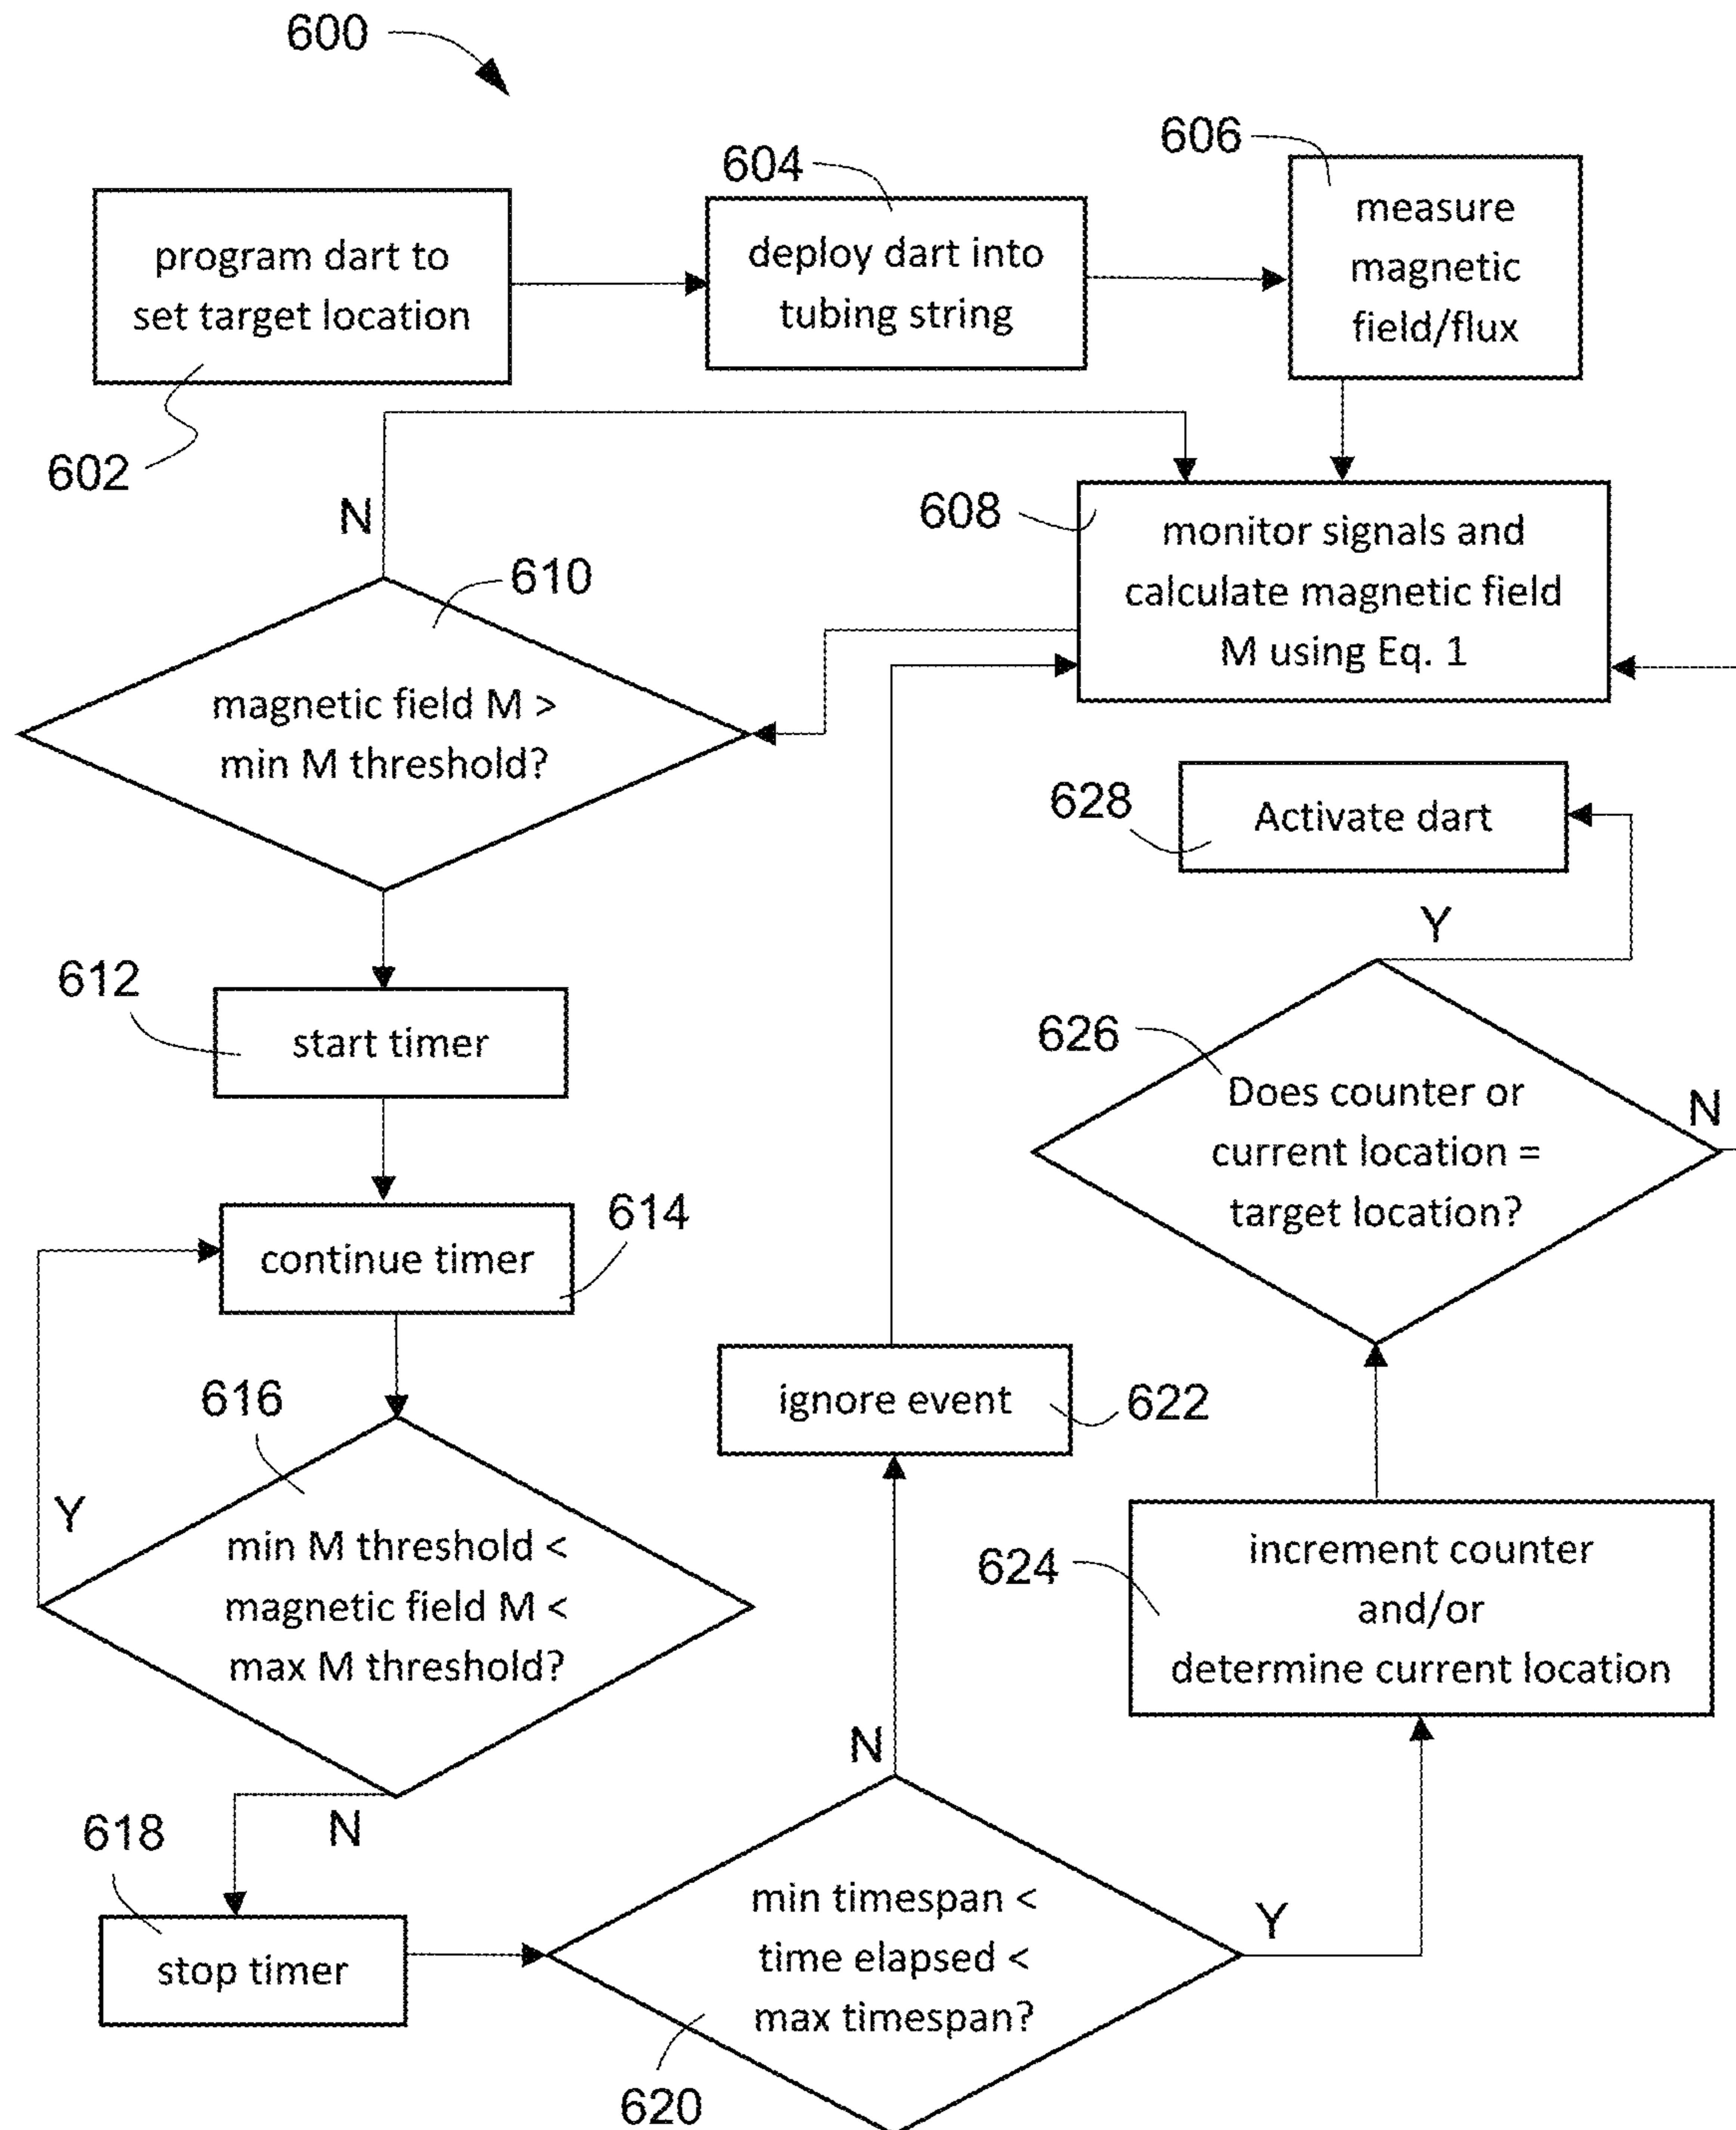 600
604
606
program dart to
set target location
deploy dart into
tubing string
measure
magnetic
field/flux
602
N
608
monitor signals and
calculate magnetic field
M using Eq. 1
610
magnetic field M >
min M threshold?
628
Activate dart
Y
612
start timer
626
Does counter or
current location =
target location?
N
614
continue timer
616
ignore event
622
Y
min M threshold <
magnetic field M <
max M threshold?
624
increment counter
and/or
determine current location
N
N
618
stop timer
min timespan <
time elapsed <
max timespan?
Y
620